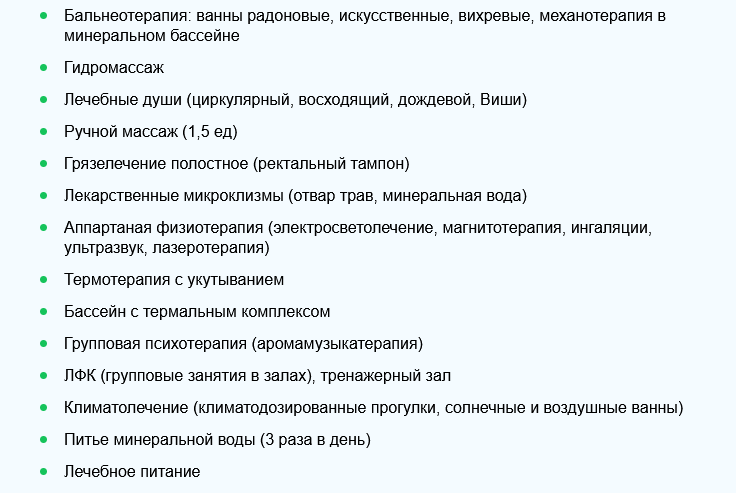 Бальнеотерапия: ванны радоновые, искусственные, вихревые, механотерапия в
минеральном бассейне
Гидромассаж
Лечебные души (циркулярный, восходящий, дождевой, Виши)
Ручной массаж (1,5 ед)
Грязелечение полостное (ректальный тампон)
Лекарственные микроклизмы (отвар трав, минеральная вода)
Аппартаная физиотерапия (электросветолечение, магнитотерапия, ингаляции,
ультразвук, лазеротерапия)
Термотерапия с укутыванием
Бассейн с термальным комплексом
Групповая психотерапия (аромамузыкатерапия)
ЛФК (групповые занятия в залах), тренажерный зал
Климатолечение (климатодозированные прогулки, солнечные и воздушные ванны)
Питье минеральной воды (3 раза в день)
Лечебное питание